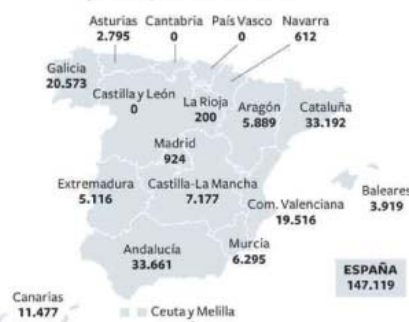 Asturias Cantabria País Vasco Navarra
2.795 0 0 612
Galicia
20.573
Castilla y León
0
La Rioja
200
Aragón
5.889
Cataluña
33.192
Madrid
924
Extremadura
5.116
Castilla-La Mancha
7.177
Com. Valenciana
19.516
Baleares
3.919
Andalucía
33.661
Murcia
6.295
ESPAÑA
147.119
Canarias
11.477
Ceuta y Melilla